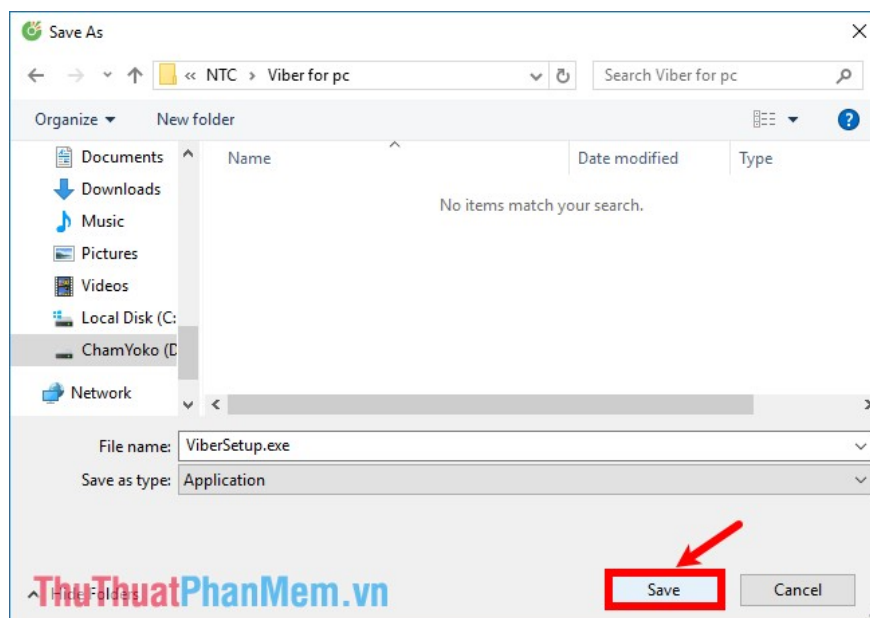 Save As
« NTC > Viber for pc
Search Viber for pc
Organize
New folder
Documents
Downloads
Music
Pictures
Videos
Local Disk (C:
ChamYoko (D
Network
Name
Date modified
Type
No items match your search.
File name: ViberSetup.exe
Save as type: Application
Hide Folders
ThuThuatPhanMem.vn
Save
Cancel